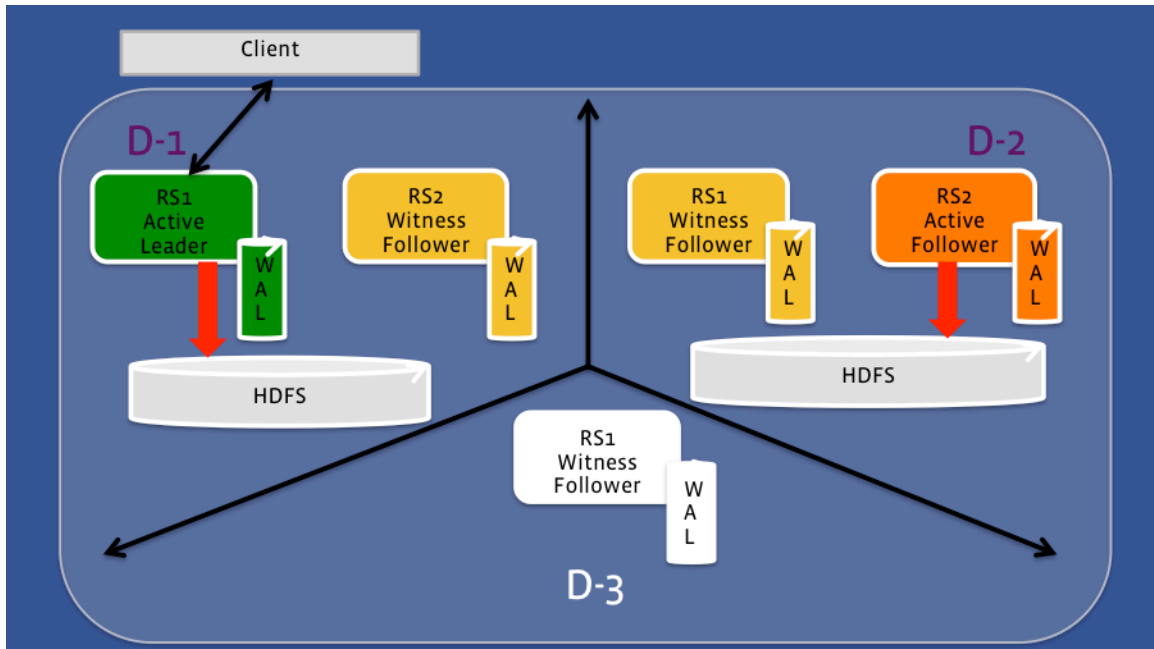 Client
D-1
RS1
Active
Leader
W
A
L
HDFS
RS2
Witness
Follower
W
A
L
D-2
RS1
Witness
Follower
W
A
L
RS2
Active
Follower
W
A
L
HDFS
RS1
Witness
Follower
W
A
L
D-3